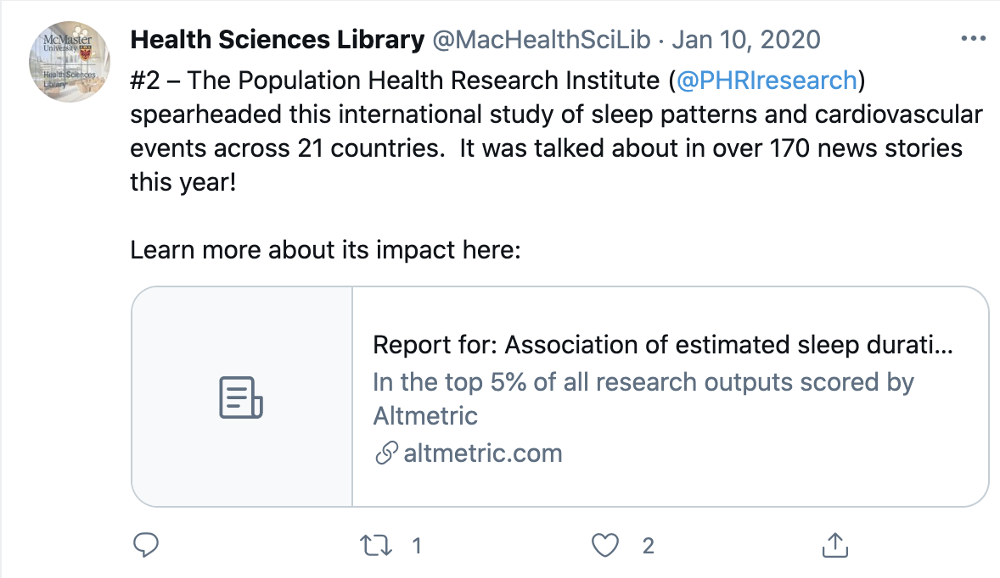 McMaster
University
Health Sciences
Library
Health Sciences Library @MacHealthSciLib · Jan 10, 2020
#2 – The Population Health Research Institute (@PHRIresearch)
spearheaded this international study of sleep patterns and cardiovascular
events across 21 countries.  It was talked about in over 170 news stories
this year!
Learn more about its impact here:
Report for: Association of estimated sleep durati...
In the top 5% of all research outputs scored by
Altmetric
altmetric.com
1
2